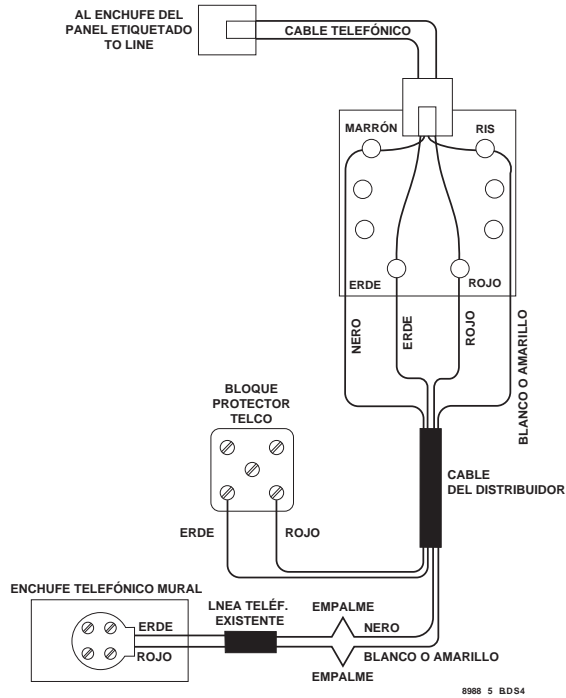 AL ENCHUFE DEL
PANEL ETIQUETADO
TO LINE
CABLE TELEFÓNICO
MARRÓN
RIS
ERDE
ROJO
NERO
ERDE
ROJO
BLANCO O AMARILLO
BLOQUE
PROTECTOR
TELCO
CABLE
DEL DISTRIBUIDOR
ERDE
ROJO
ENCHUFE TELEFÓNICO MURAL
LNEA TELÉF.
EXISTENTE
EMPALME
ERDE
NERO
ROJO
BLANCO O AMARILLO
EMPALME
8988 5 B.DS4